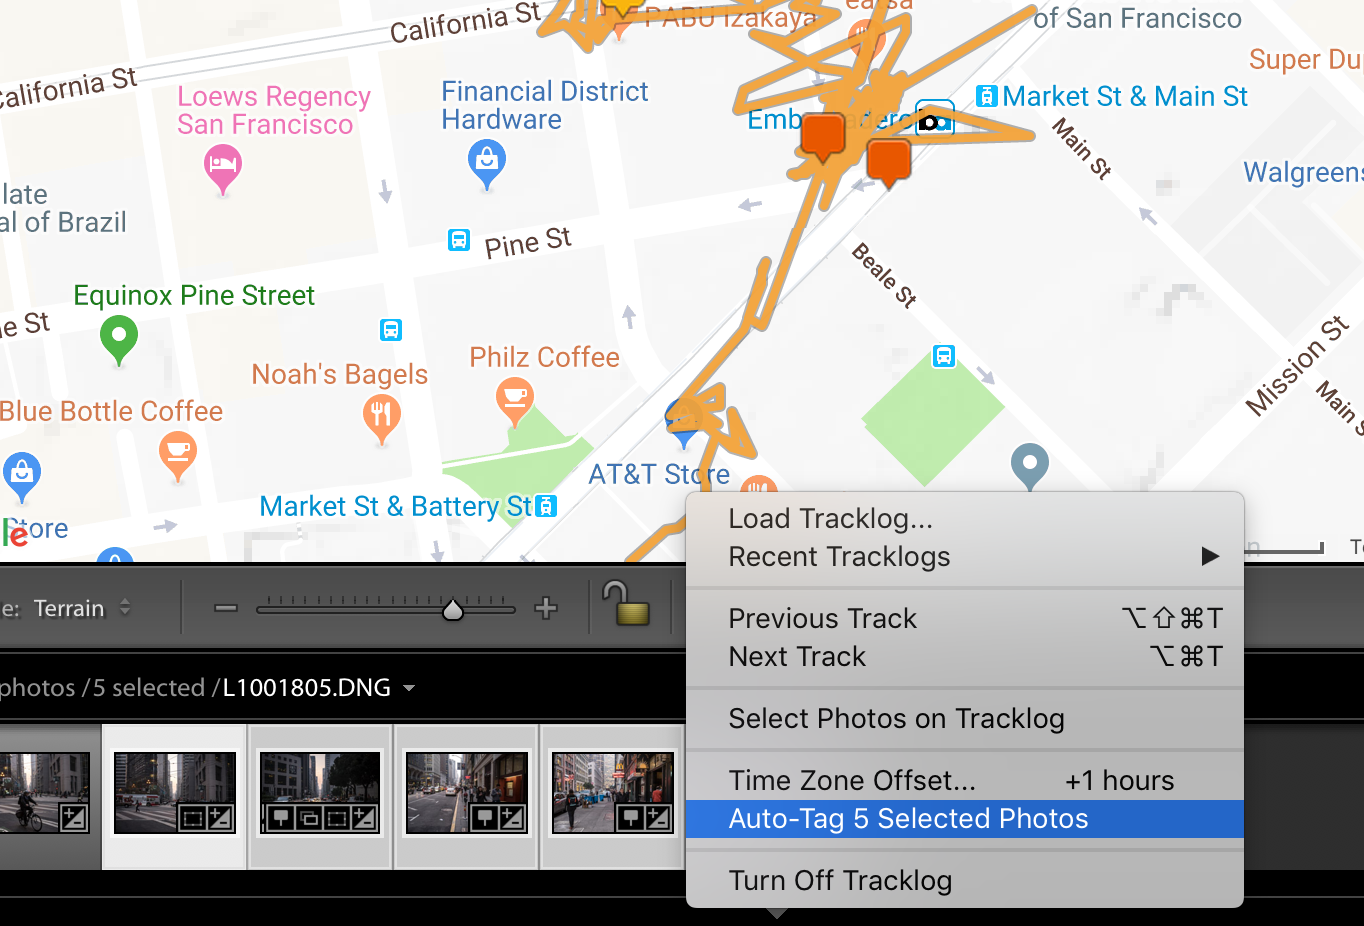 California St
PABU Izakaya
of San Francisco
California St
Super Du
Loews Regency
San Francisco
Financial District
Hardware
Market St & Main St
Main St
Walgreens
late
al of Brazil
Pine St
Beale St
Equinox Pine Street
e St
Philz Coffee
Noah's Bagels
Mission St
Main S
Blue Bottle Coffee
AT&T Store
Market St & Battery St
Store
le
e: Terrain
photos / 5 selected / L1001805.DNG
Load Tracklog...
Recent Tracklogs
Previous Track ⌥⇧⌘T
Next Track ⌥⌘T
Select Photos on Tracklog
Time Zone Offset... +1 hours
Auto-Tag 5 Selected Photos
Turn Off Tracklog